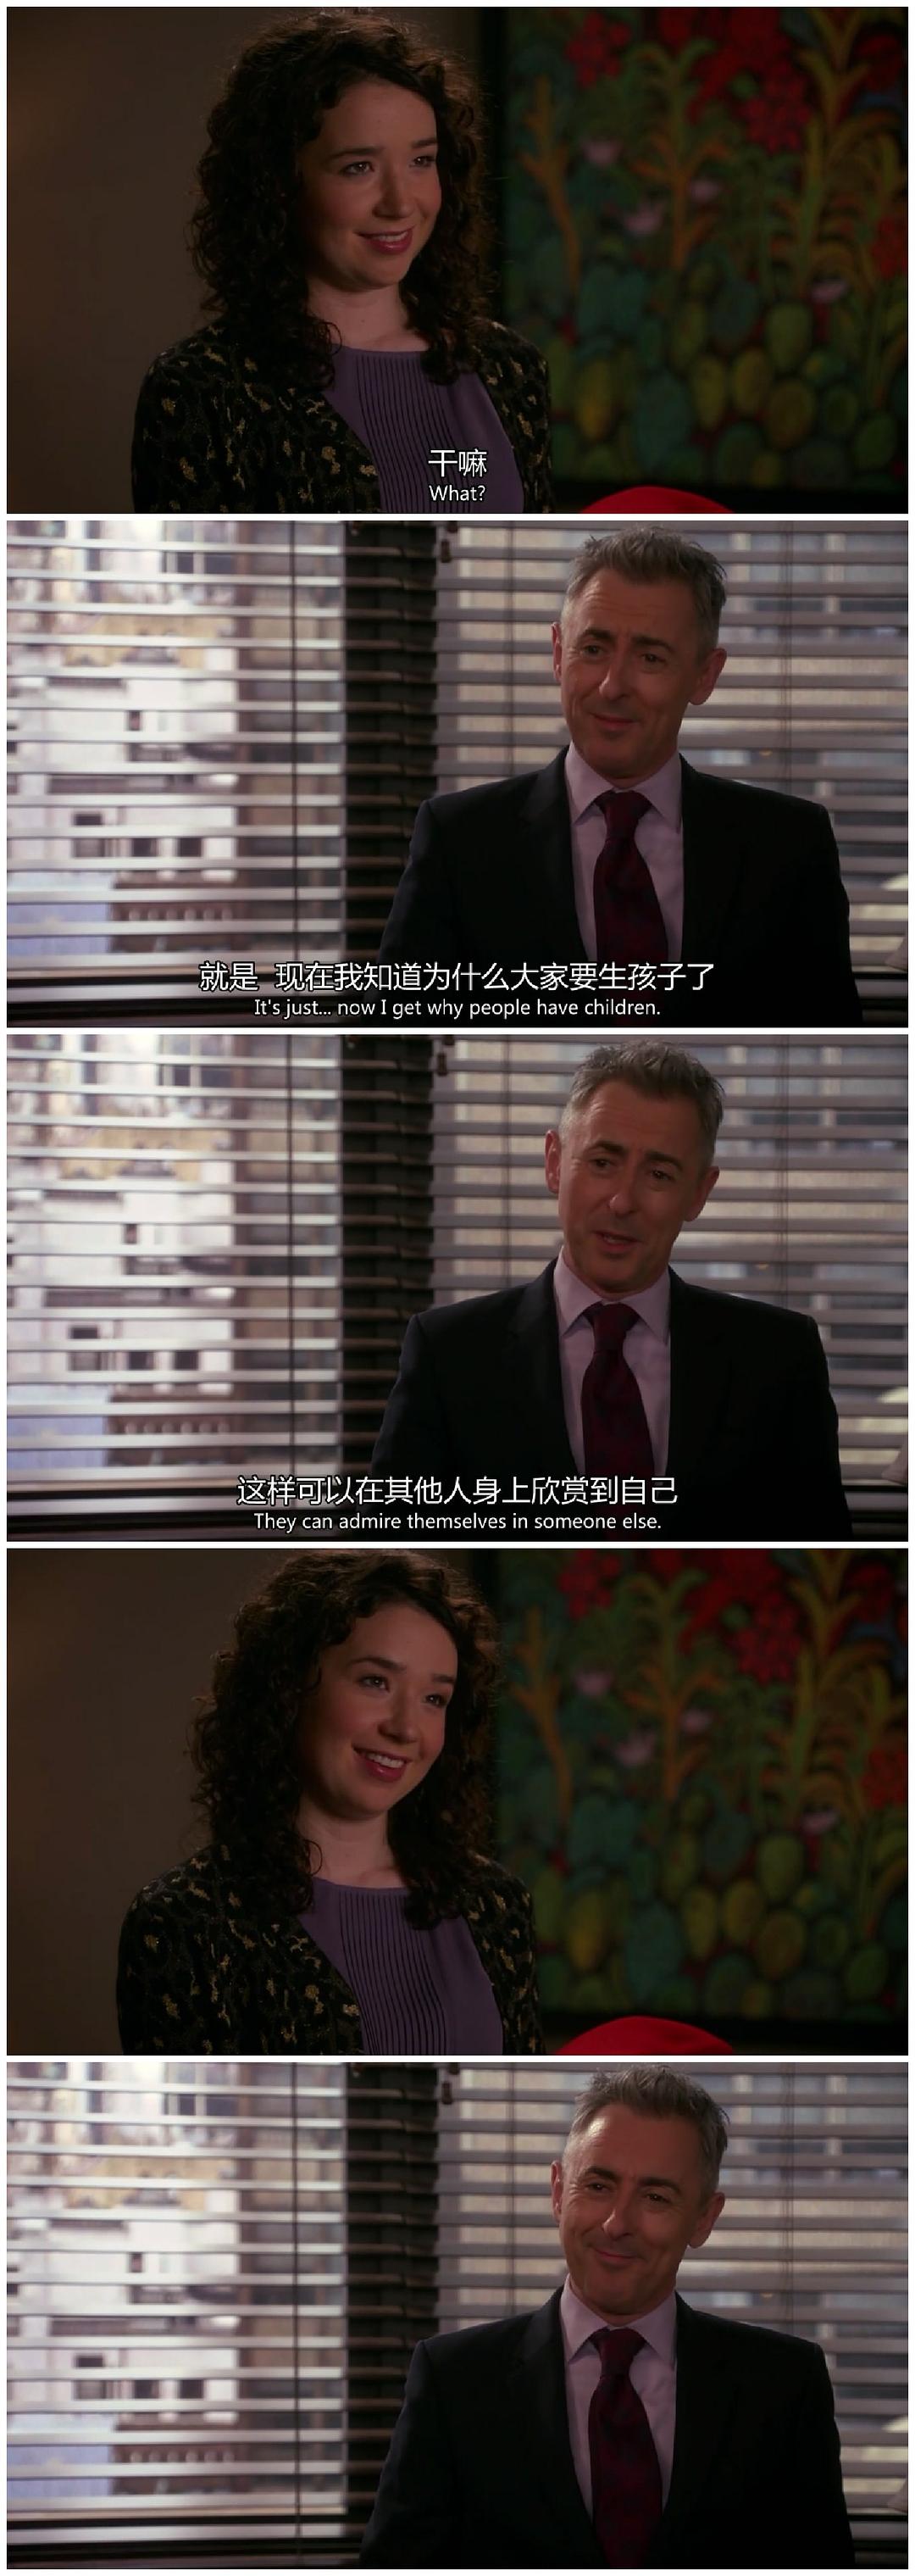 干嘛
What?
就是 现在我知道为什么大家要生孩子了
It's just... now I get why people have children.
这样可以在其他人身上欣赏到自己
They can admire themselves in someone else.